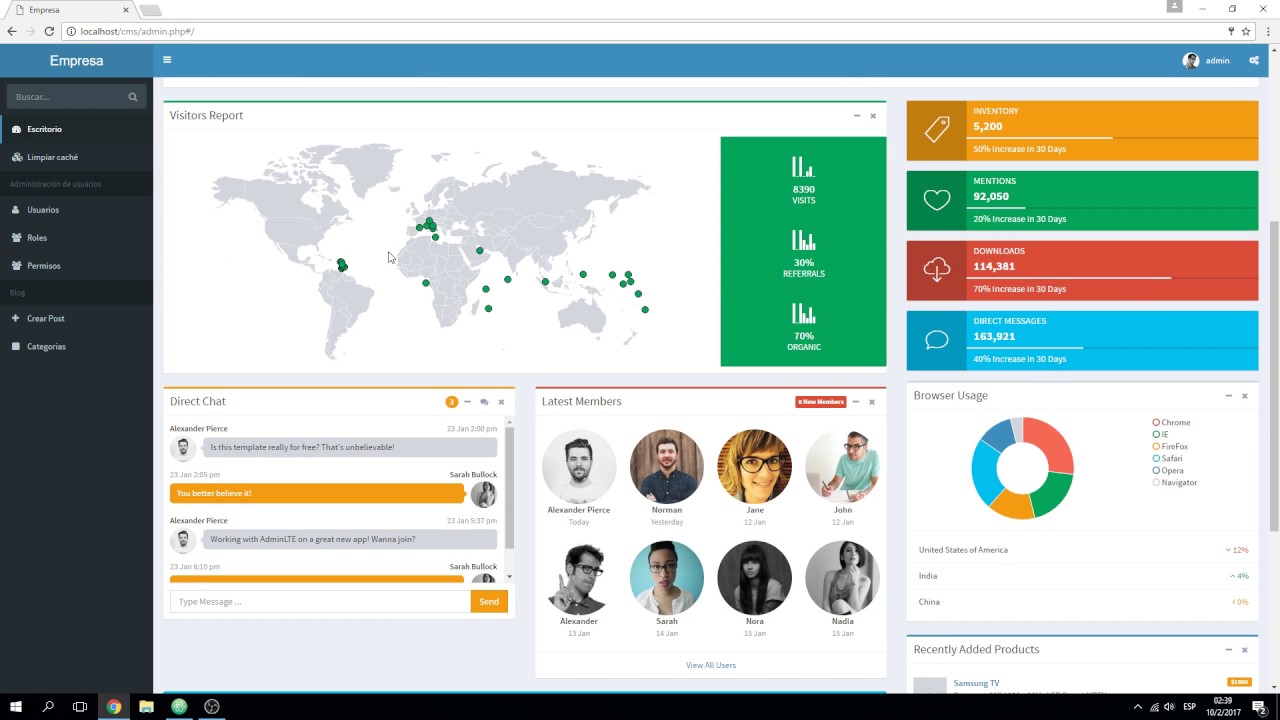 Empresa
localhost/cms/admin.php#/
Empresa
admin
Buscar...
Escritorio
Limpiar caché
Administración de usuarios
Usuarios
Roles
Permisos
Blog
Crear Post
Categorias
Visitors Report
8390
VISITS
30%
REFERRALS
70%
ORGANIC
INVENTORY
5,200
50% Increase in 30 Days
MENTIONS
92,050
20% Increase in 30 Days
DOWNLOADS
114,381
70% Increase in 30 Days
DIRECT MESSAGES
163,921
40% Increase in 30 Days
Direct Chat
3
Alexander Pierce 23 Jan 2:00 pm
Is this template really for free? That's unbelievable!
23 Jan 2:05 pm Sarah Bullock
You better believe it!
Alexander Pierce 23 Jan 5:37 pm
Working with AdminLTE on a great new app! Wanna join?
23 Jan 6:10 pm Sarah Bullock
Type Message ...
Send
Latest Members
8 New Members
Alexander Pierce
Today
Norman
Yesterday
Jane
12 Jan
John
12 Jan
Alexander
13 Jan
Sarah
14 Jan
Nora
15 Jan
Nadia
15 Jan
View All Users
Browser Usage
Chrome
IE
FireFox
Safari
Opera
Navigator
United States of America 12%
India 4%
China 0%
Recently Added Products
Samsung TV
$1800
ESP
02:39
10/2/2017
2